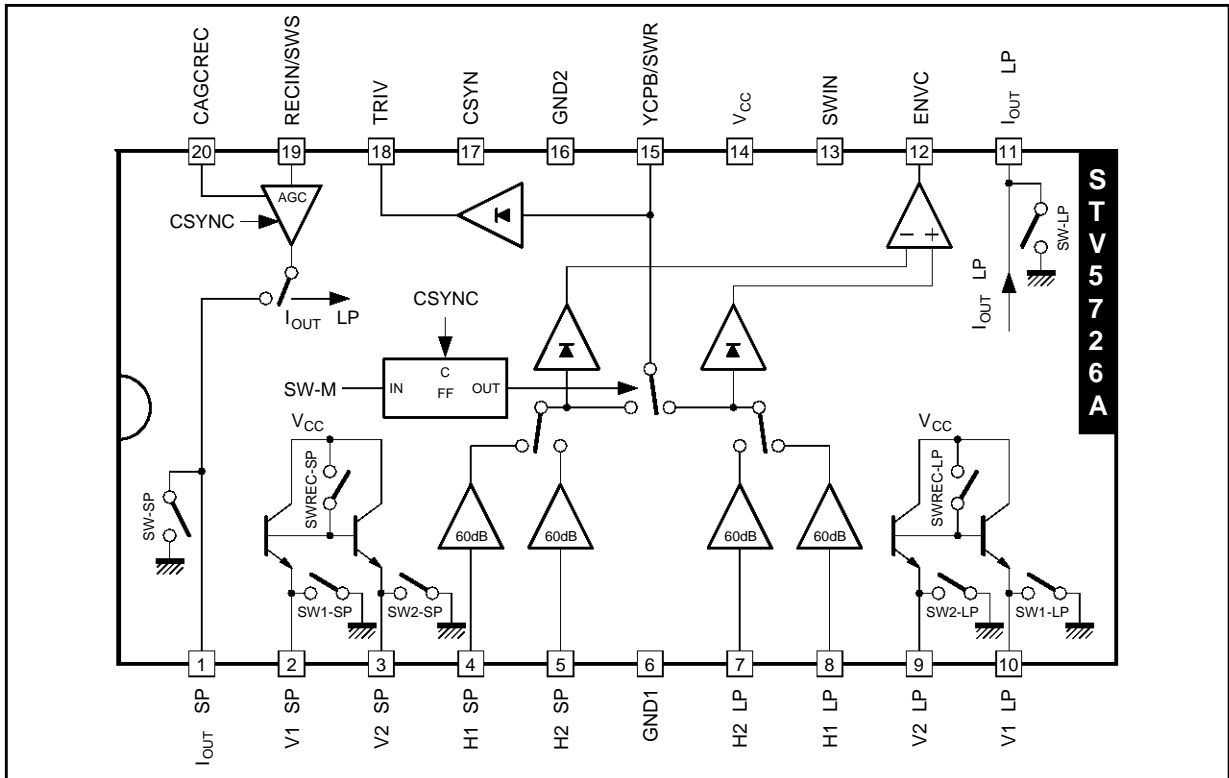 CAGCREC
RECIN/SWS
TRIV
CSYN
GND2
YCPB/SWR
VCC
SWIN
ENVC
IOUT LP
20
19
18
17
16
15
14
13
12
11
STV5726A
AGC
CSYNC
SW-LP
IOUT LP
IOUT LP
CSYNC
SW-M
IN
C
FF
OUT
VCC
VCC
SW-SP
SWREC-SP
SWREC-LP
60dB
60dB
60dB
60dB
SW1-SP
SW2-SP
SW2-LP
SW1-LP
1
2
3
4
5
6
7
8
9
10
IOUT SP
V1 SP
V2 SP
H1 SP
H2 SP
GND1
H2 LP
H1 LP
V2 LP
V1 LP